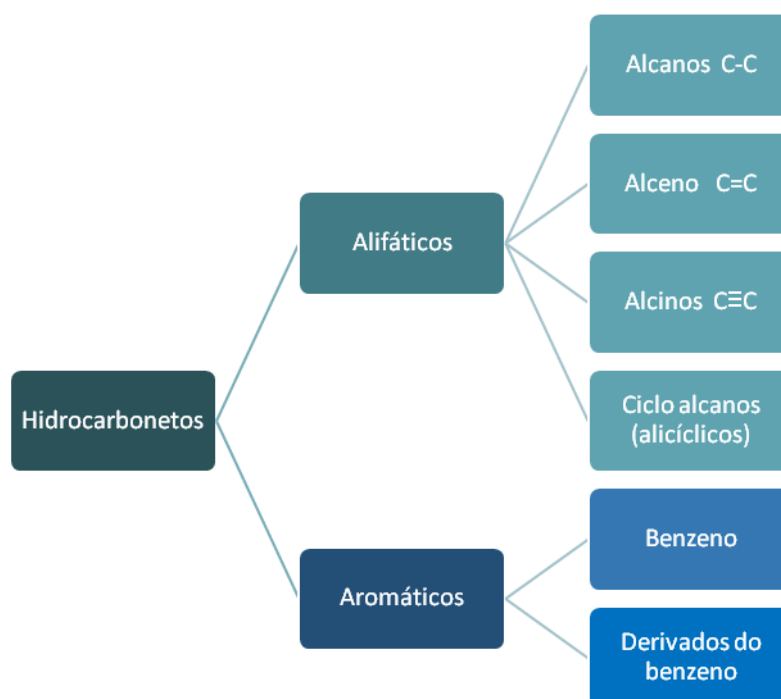 Alcanos C-C
Alceno C=C
Alifáticos
Alcinos C≡C
Hidrocarbonetos
Ciclo alcanos
(alicíclicos)
Benzeno
Aromáticos
Derivados do
benzeno